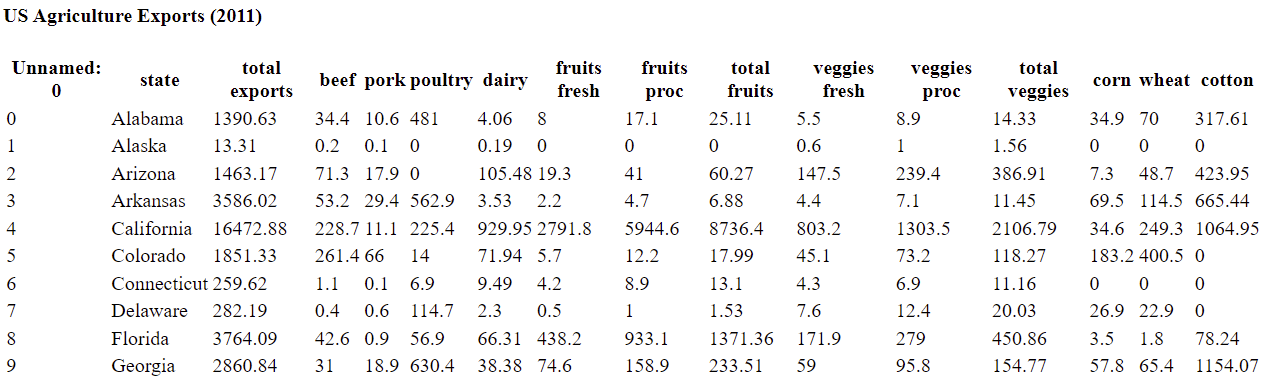 US Agriculture Exports (2011)
Unnamed: 0 state total exports beef pork poultry dairy fruits fresh fruits proc total fruits veggies fresh veggies proc total veggies corn wheat cotton
0 Alabama 1390.63 34.4 10.6 481 4.06 8 17.1 25.11 5.5 8.9 14.33 34.9 70 317.61
1 Alaska 13.31 0.2 0.1 0 0.19 0 0 0 0.6 1 1.56 0 0 0
2 Arizona 1463.17 71.3 17.9 0 105.48 19.3 41 60.27 147.5 239.4 386.91 7.3 48.7 423.95
3 Arkansas 3586.02 53.2 29.4 562.9 3.53 2.2 4.7 6.88 4.4 7.1 11.45 69.5 114.5 665.44
4 California 16472.88 228.7 11.1 225.4 929.95 2791.8 5944.6 8736.4 803.2 1303.5 2106.79 34.6 249.3 1064.95
5 Colorado 1851.33 261.4 66 14 71.94 5.7 12.2 17.99 45.1 73.2 118.27 183.2 400.5 0
6 Connecticut 259.62 1.1 0.1 6.9 9.49 4.2 8.9 13.1 4.3 6.9 11.16 0 0 0
7 Delaware 282.19 0.4 0.6 114.7 2.3 0.5 1 1.53 7.6 12.4 20.03 26.9 22.9 0
8 Florida 3764.09 42.6 0.9 56.9 66.31 438.2 933.1 1371.36 171.9 279 450.86 3.5 1.8 78.24
9 Georgia 2860.84 31 18.9 630.4 38.38 74.6 158.9 233.51 59 95.8 154.77 57.8 65.4 1154.07